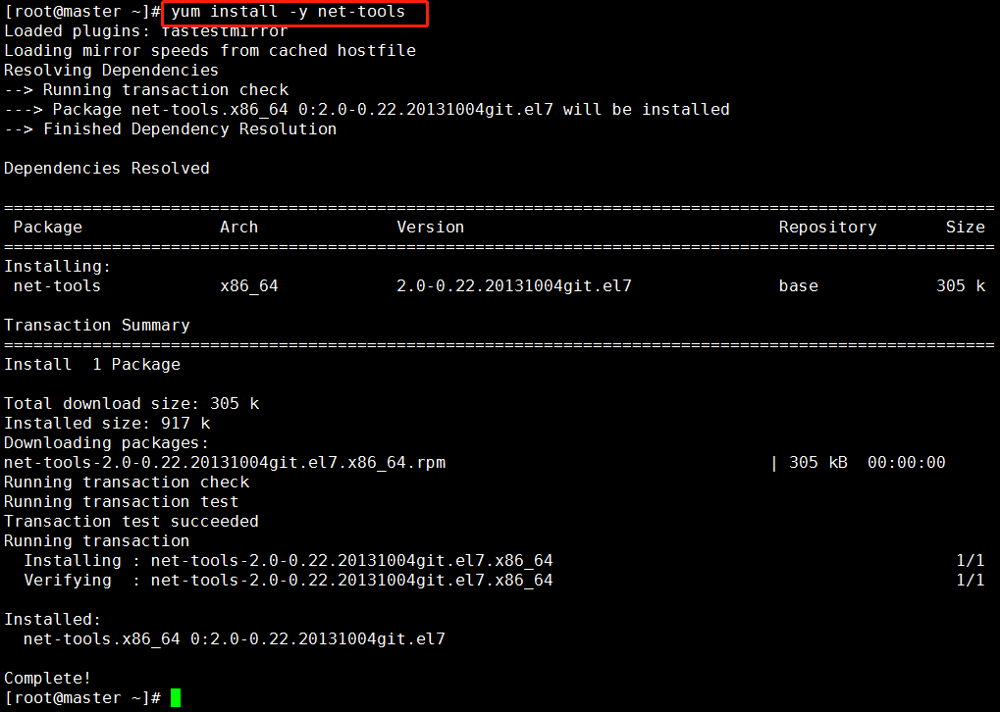 [root@master ~]# yum install -y net-tools
Loaded plugins: fastestmirror
Loading mirror speeds from cached hostfile
Resolving Dependencies
--> Running transaction check
---> Package net-tools.x86_64 0:2.0-0.22.20131004git.el7 will be installed
--> Finished Dependency Resolution

Dependencies Resolved

=====================================================================================================
 Package              Arch              Version                                Repository       Size
=====================================================================================================
Installing:
 net-tools            x86_64            2.0-0.22.20131004git.el7               base            305 k

Transaction Summary
=====================================================================================================
Install  1 Package

Total download size: 305 k
Installed size: 917 k
Downloading packages:
net-tools-2.0-0.22.20131004git.el7.x86_64.rpm                                 | 305 kB  00:00:00
Running transaction check
Running transaction test
Transaction test succeeded
Running transaction
  Installing : net-tools-2.0-0.22.20131004git.el7.x86_64                                         1/1
  Verifying  : net-tools-2.0-0.22.20131004git.el7.x86_64                                         1/1

Installed:
  net-tools.x86_64 0:2.0-0.22.20131004git.el7

Complete!
[root@master ~]#